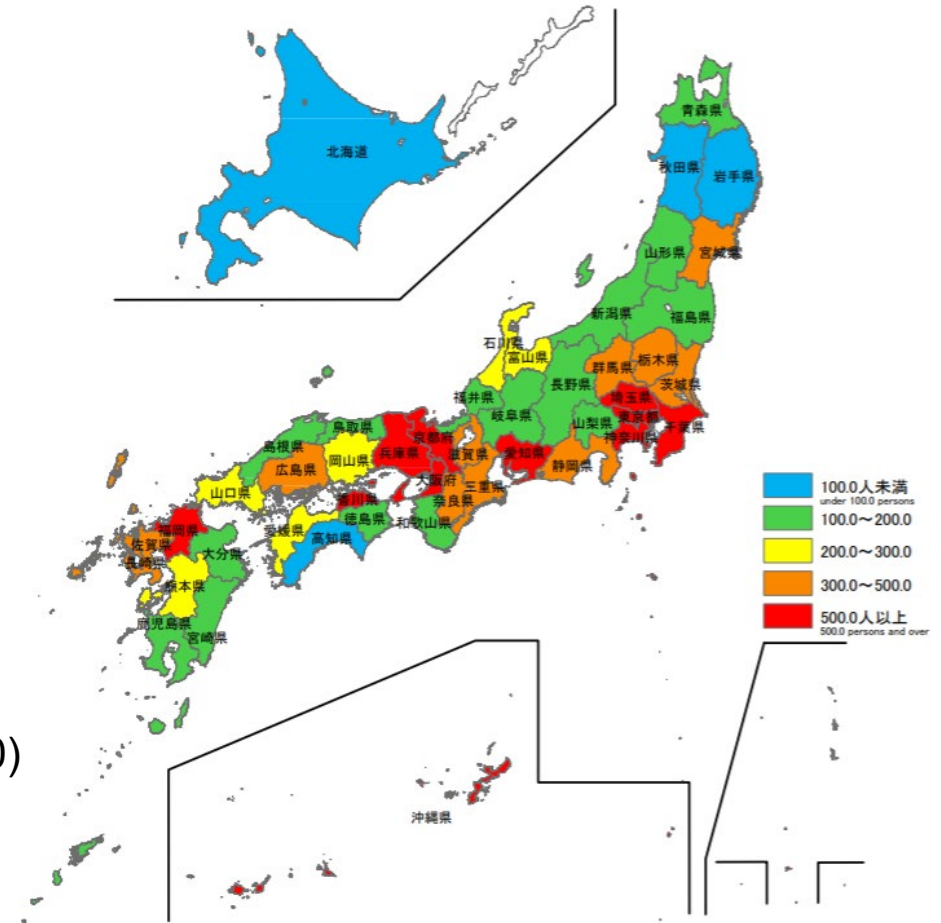 北海道
青森県
秋田県
岩手県
山形県
宮城県
新潟県
福島県
石川県
富山県
群馬県
栃木県
茨城県
福井県
長野県
埼玉県
岐阜県
山梨県
東京都
千葉県
神奈川県
鳥取県
京都府
島根県
兵庫県
滋賀県
愛知県
静岡県
岡山県
広島県
大阪府
三重県
山口県
香川県
奈良県
徳島県
和歌山県
福岡県
愛媛県
高知県
佐賀県
大分県
長崎県
熊本県
鹿児島県
宮崎県
沖縄県
100.0人未満
under 100.0 persons
100.0～200.0
200.0～300.0
300.0～500.0
500.0人以上
500.0 persons and over
0)